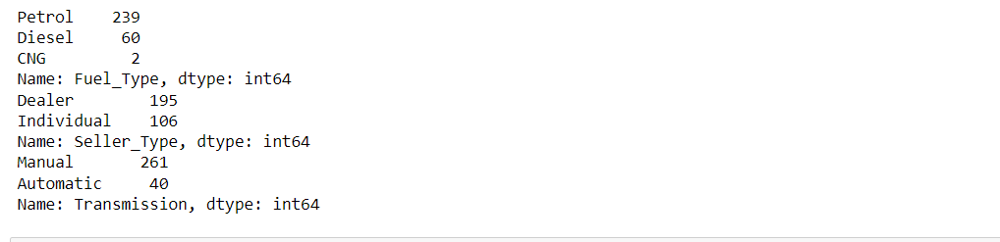 Petrol    239
Diesel     60
CNG         2
Name: Fuel_Type, dtype: int64
Dealer        195
Individual    106
Name: Seller_Type, dtype: int64
Manual       261
Automatic     40
Name: Transmission, dtype: int64